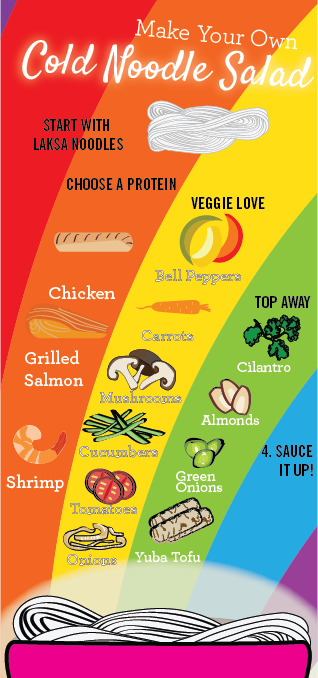 Make Your Own
Cold Noodle Salad
START WITH
LAKSA NOODLES
CHOOSE A PROTEIN
Chicken
Grilled
Salmon
Shrimp
VEGGIE LOVE
Bell Peppers
Carrots
Mushrooms
Cucumbers
Tomatoes
Onions
TOP AWAY
Cilantro
Almonds
Green
Onions
Yuba Tofu
4. SAUCE
IT UP!